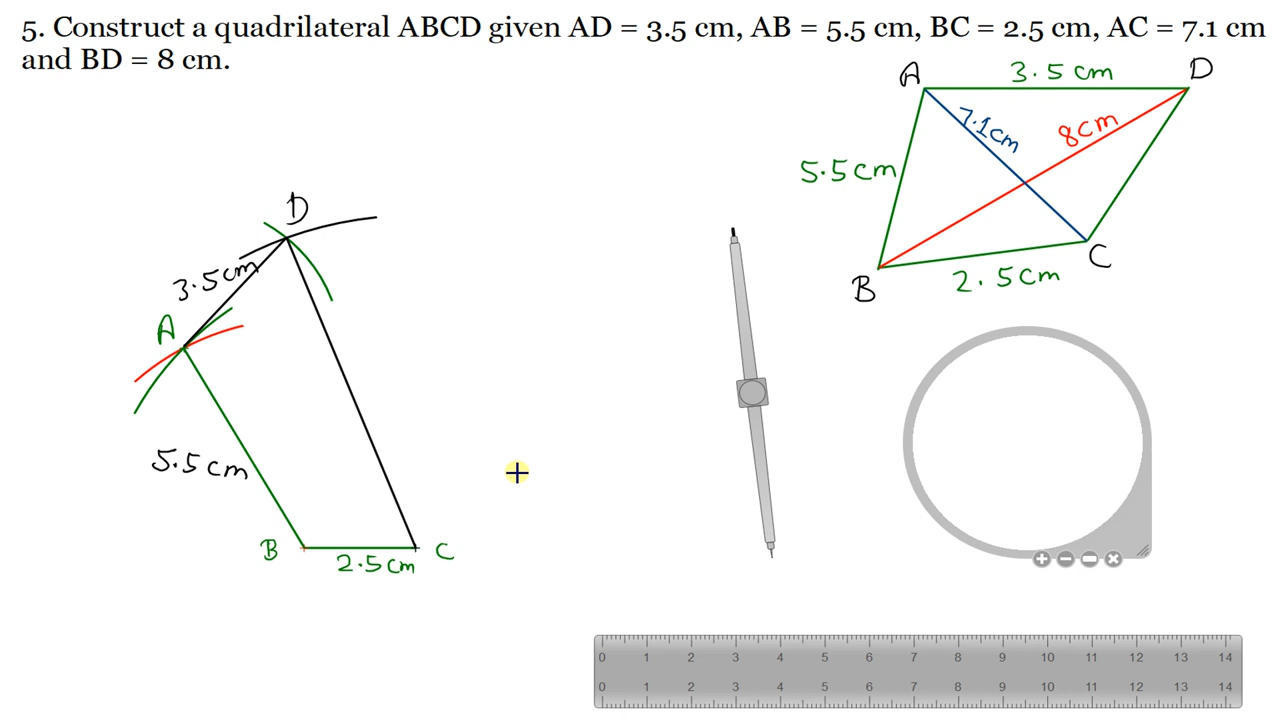 5. Construct a quadrilateral ABCD given AD = 3.5 cm, AB = 5.5 cm, BC = 2.5 cm, AC = 7.1 cm
and BD = 8 cm.
A 3.5 cm D
7.1cm 8cm
5.5 cm
B 2.5cm C
D
3.5cm
A
5.5 cm
B 2.5cm C
0 1 2 3 4 5 6 7 8 9 10 11 12 13 14
0 1 2 3 4 5 6 7 8 9 10 11 12 13 14